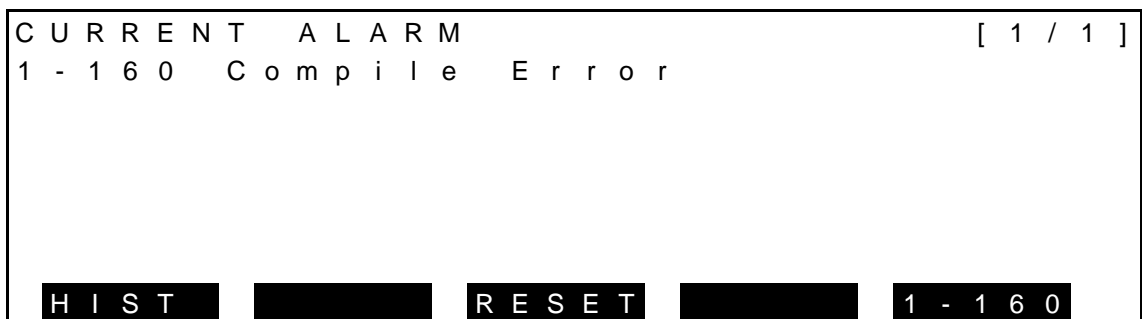 CURRENT ALARM [1/1]
1-160 Compile Error
HIST RESET 1-160